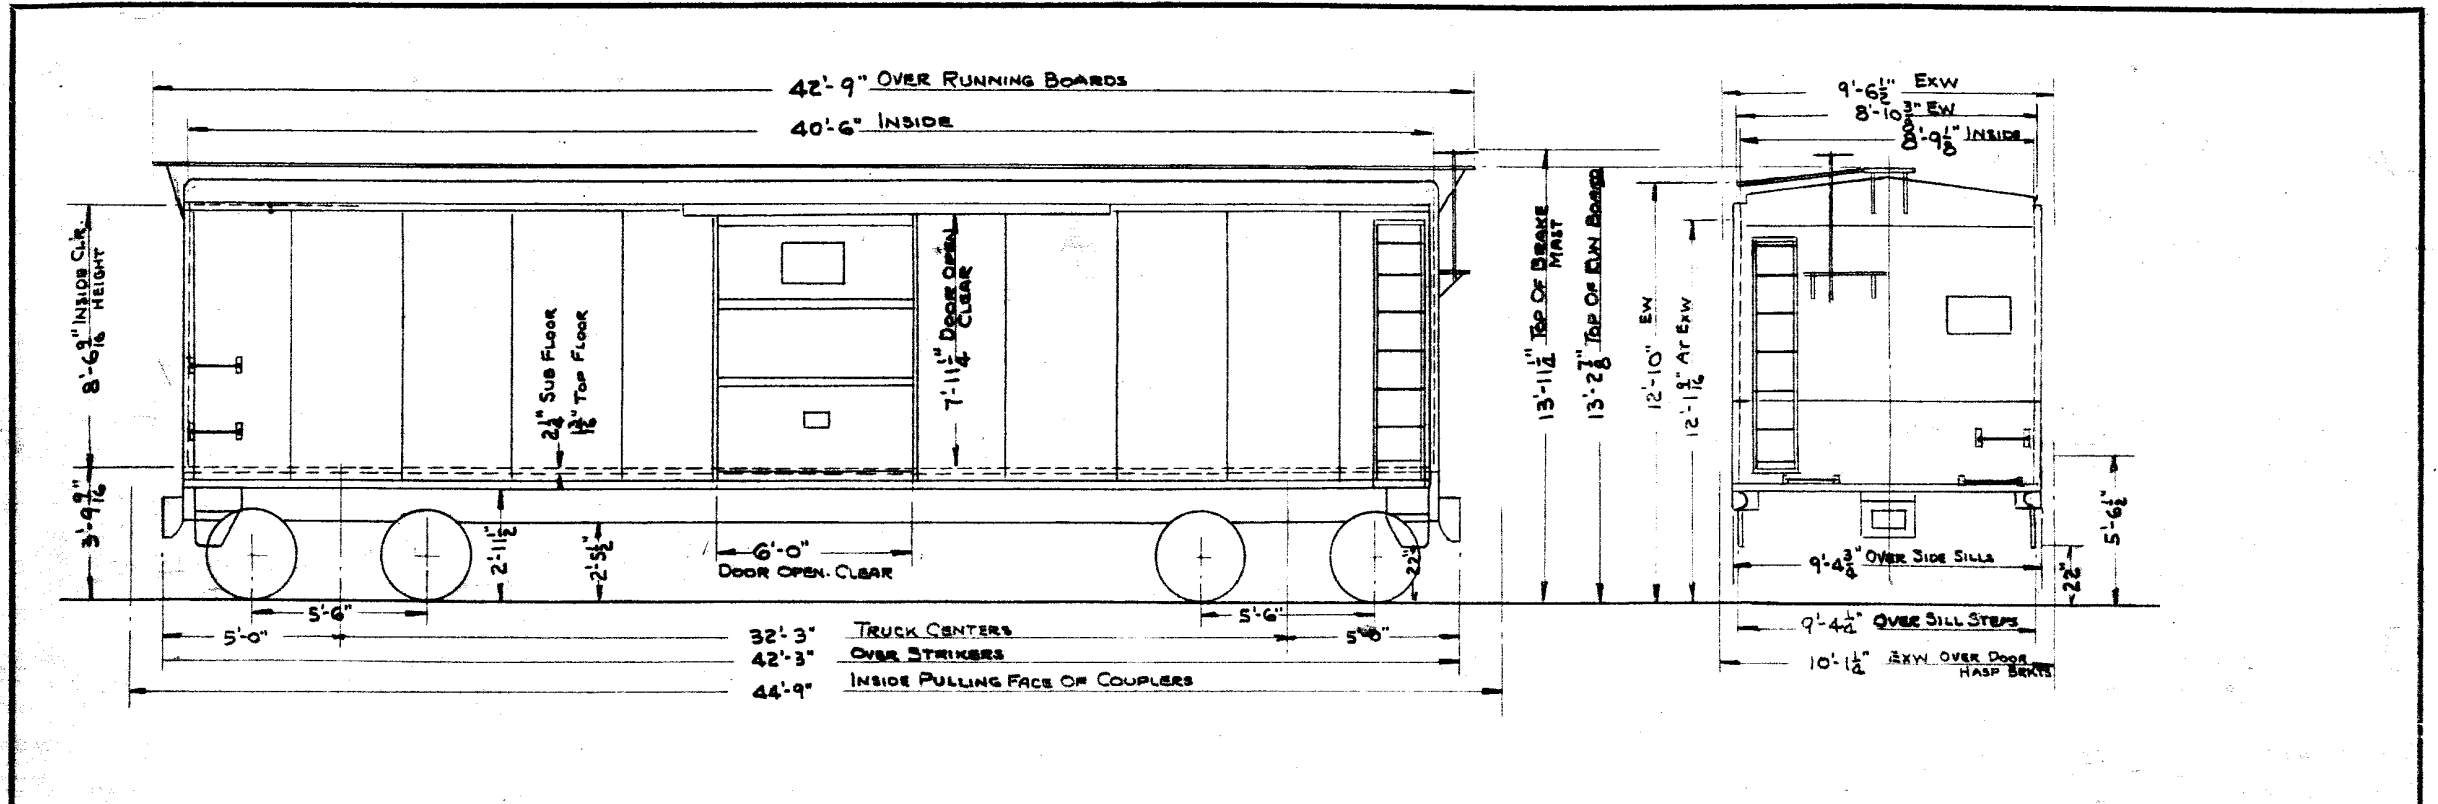 42'-9" OVER RUNNING BOARDS
40'-6" INSIDE
8'-6 9/16" INSIDE CLR.
HEIGHT
3'-9 9/16"
2 1/4" SUB FLOOR
1 3/16" TOP FLOOR
7'-11 1/4" DOOR OPEN
CLEAR
2'-11 1/2"
2'-5 1/2"
6'-0"
DOOR OPEN. CLEAR
22"
5'-6"
5'-6"
5'-0"
32'-3" TRUCK CENTERS
5'-0"
42'-3" OVER STRIKERS
44'-9" INSIDE PULLING FACE OF COUPLERS
13'-11 1/4" TOP OF BRAKE
MAST
13'-2 7/8" TOP OF RUN BOARD
12'-10" EW
12'-1 9/16" AT EXW
9'-6 1/2" EXW
8'-10 3/8" EW
8'-9 1/8" INSIDE
5'-6 1/2"
22"
9'-4 3/4" OVER SIDE SILLS
9'-4 1/4" OVER SILL STEPS
10'-1 1/4" EXW OVER DOOR
HASP BRKTS